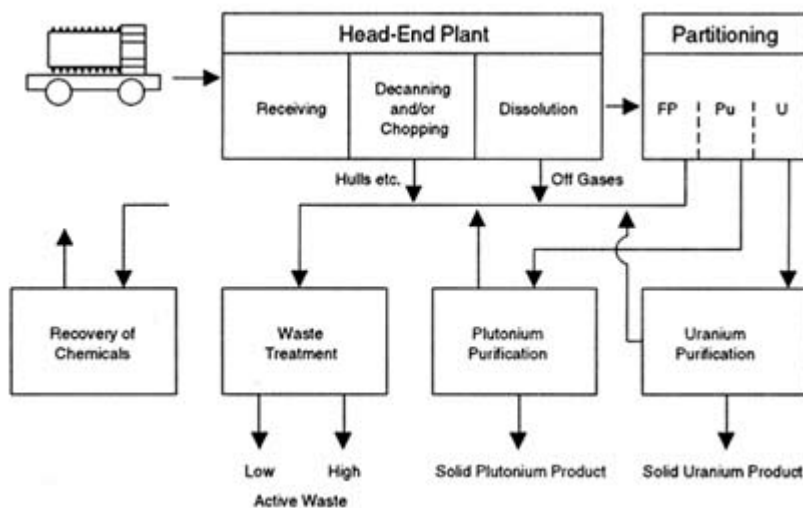 Head-End Plant
Partitioning
Receiving
Decanning
and/or
Chopping
Dissolution
FP
Pu
U
Hulls etc.
Off Gases
Recovery of
Chemicals
Waste
Treatment
Plutonium
Purification
Uranium
Purification
Low
High
Active Waste
Solid Plutonium Product
Solid Uranium Product